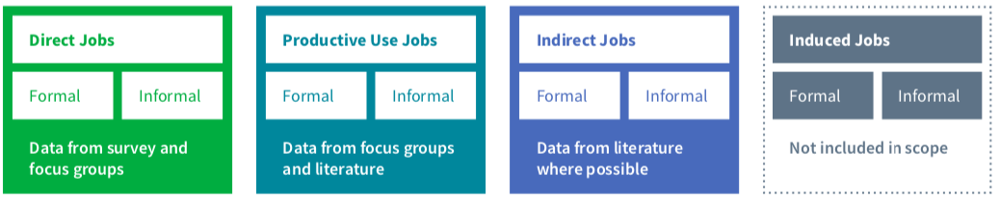 Direct Jobs
Formal
Informal
Data from survey and
focus groups
Productive Use Jobs
Formal
Informal
Data from focus groups
and literature
Indirect Jobs
Formal
Informal
Data from literature
where possible
Induced Jobs
Formal
Informal
Not included in scope